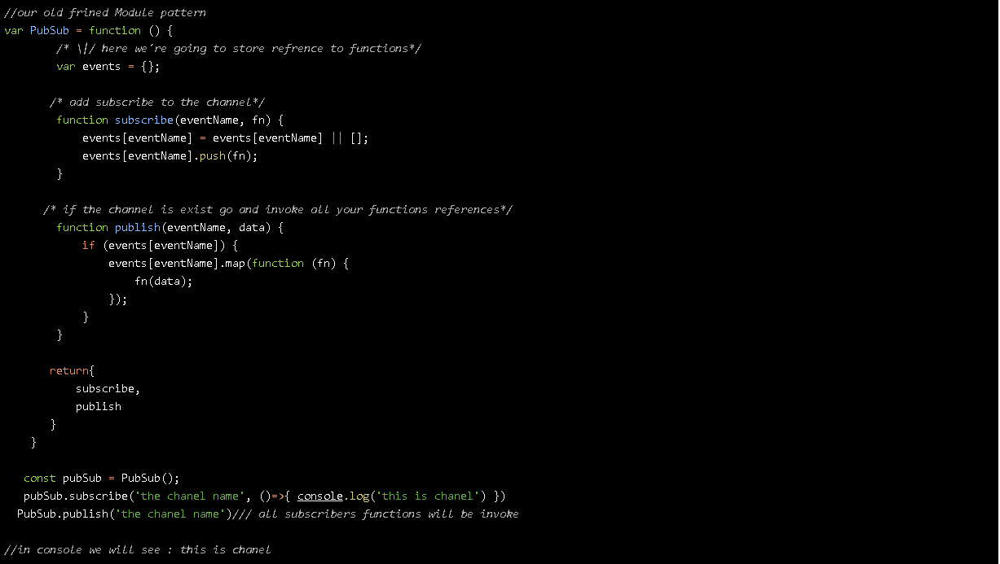 //our old frined Module pattern
var PubSub = function () {
/* \|/ here we're going to store refrence to functions*/
var events = {};
/* add subscribe to the channel*/
function subscribe(eventName, fn) {
events[eventName] = events[eventName] || [];
events[eventName].push(fn);
}
/* if the channel is exist go and invoke all your functions references*/
function publish(eventName, data) {
if (events[eventName]) {
events[eventName].map(function (fn) {
fn(data);
});
}
}
return{
subscribe,
publish
}
}
const pubSub = PubSub();
pubSub.subscribe('the chanel name', ()=>{ console.log('this is chanel') })
PubSub.publish('the chanel name')/// all subscribers functions will be invoke
//in console we will see : this is chanel